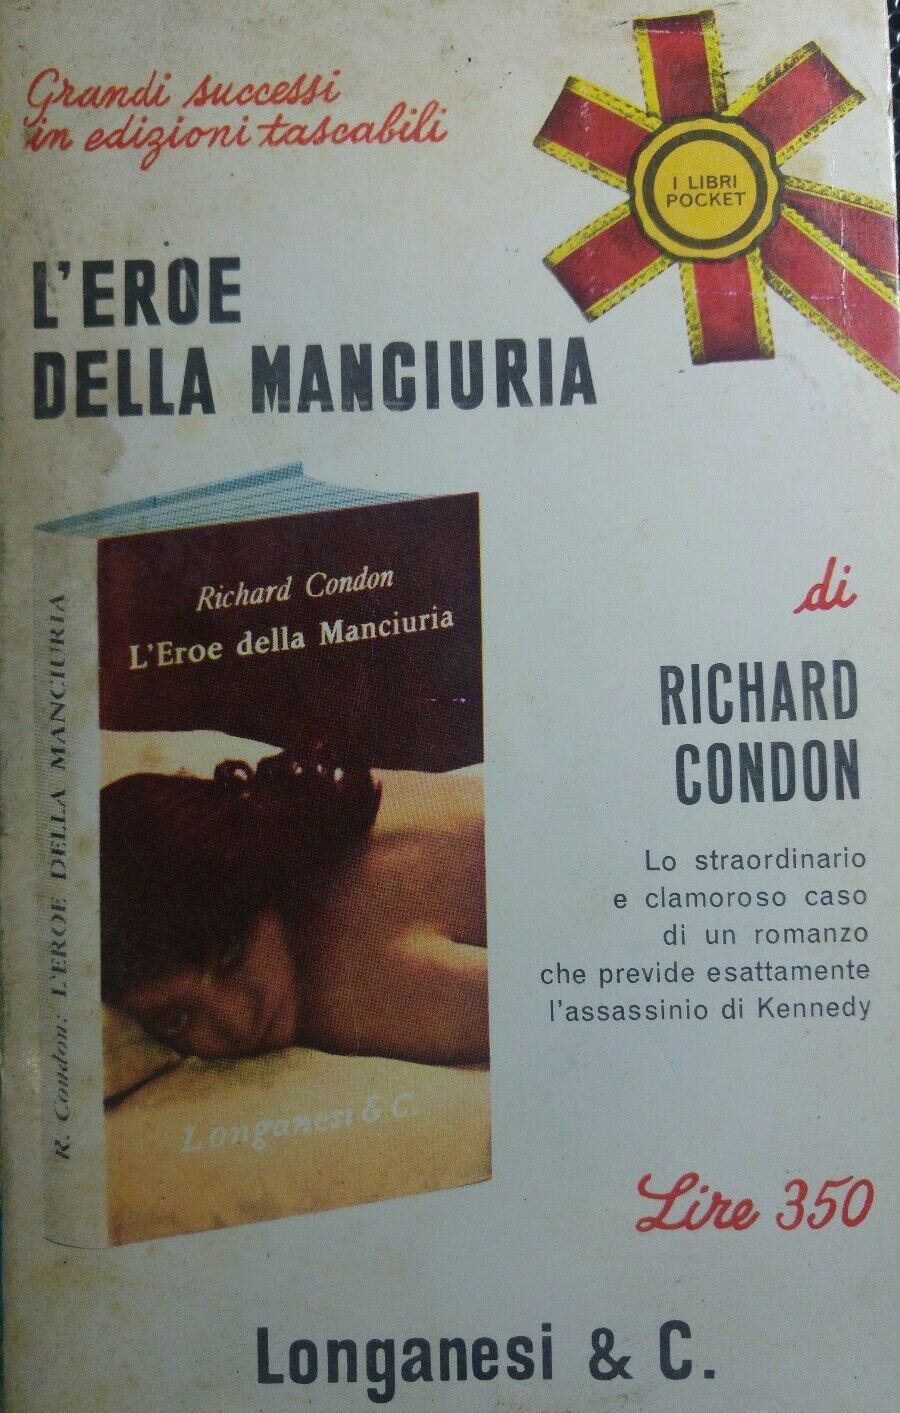 Grandi successi
in edizioni tascabili
I LIBRI
POCKET
L'EROE
DELLA MANCIURIA
Richard Condon
L'Eroe della Manciuria
Longanesi & C.
R. Condon: L'EROE DELLA MANCIURIA
di
RICHARD
CONDON
Lo straordinario
e clamoroso caso
di un romanzo
che previde esattamente
l'assassinio di Kennedy
Lire 350
Longanesi & C.